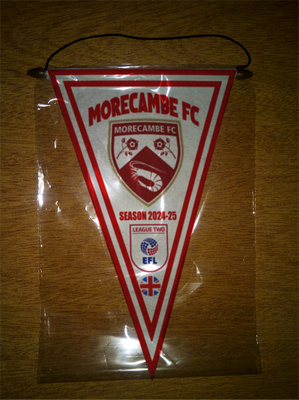 MORECAMBE FC
MORECAMBE FC
SEASON 2024-25
LEAGUE TWO
EFL